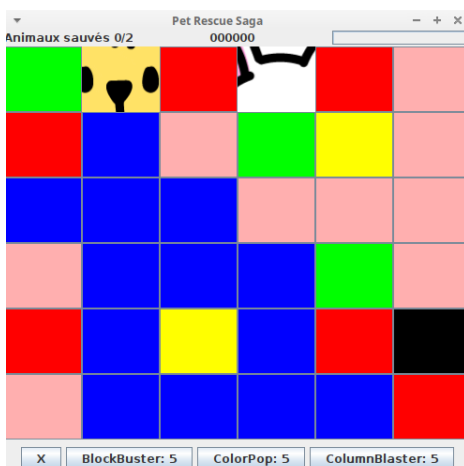 Pet Rescue Saga
Animaux sauvés 0/2 000000
X BlockBuster: 5 ColorPop: 5 ColumnBlaster: 5